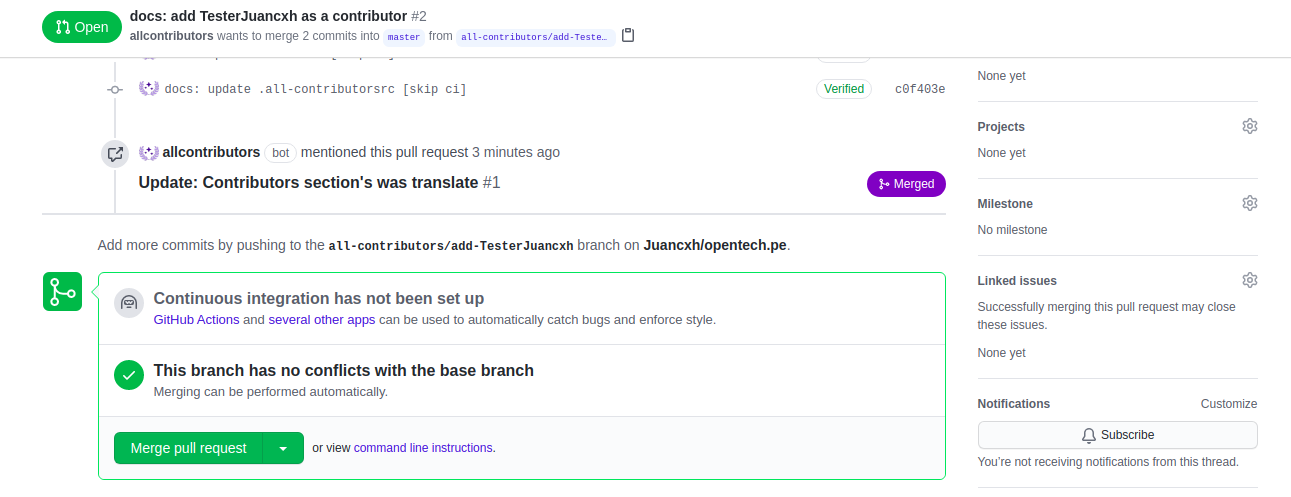 Open
docs: add TesterJuancxh as a contributor #2
allcontributors wants to merge 2 commits into master from all-contributors/add-Teste…
docs: update .all-contributorsrc [skip ci] Verified c0f403e
allcontributors bot mentioned this pull request 3 minutes ago
Update: Contributors section's was translate #1 Merged
Add more commits by pushing to the all-contributors/add-TesterJuancxh branch on Juancxh/opentech.pe.
Continuous integration has not been set up
GitHub Actions and several other apps can be used to automatically catch bugs and enforce style.
This branch has no conflicts with the base branch
Merging can be performed automatically.
Merge pull request or view command line instructions.
None yet
Projects
None yet
Milestone
No milestone
Linked issues
Successfully merging this pull request may close
these issues.
None yet
Notifications Customize
Subscribe
You're not receiving notifications from this thread.